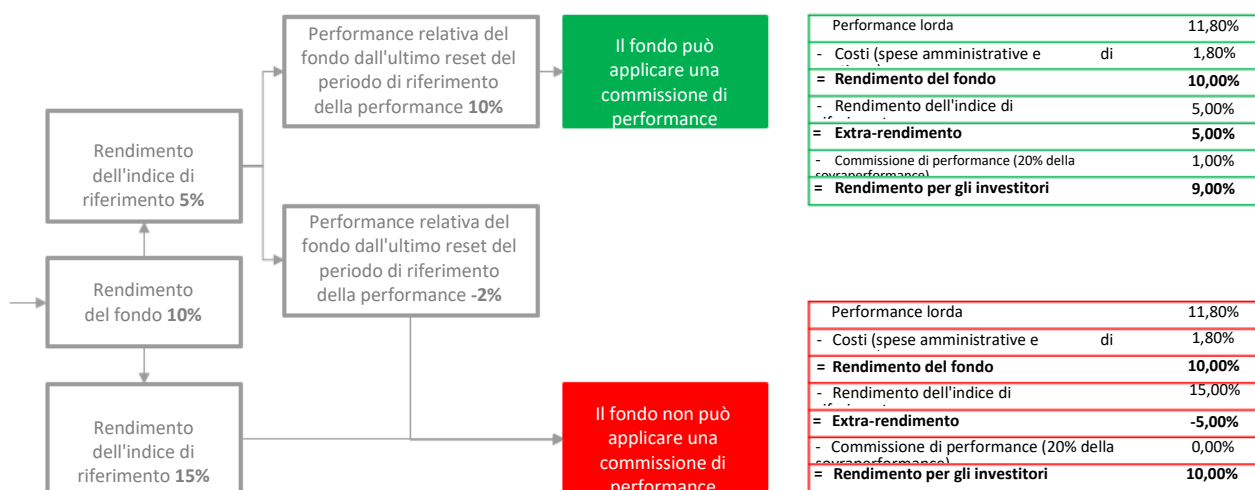 Performance relativa del
fondo dall'ultimo reset del
periodo di riferimento
della performance 10%
Il fondo può
applicare una
commissione di
performance
Rendimento
dell'indice di
riferimento 5%
Performance relativa del
fondo dall'ultimo reset del
periodo di riferimento
della performance -2%
Rendimento
del fondo 10%
Rendimento
dell'indice di
riferimento 15%
Il fondo non può
applicare una
commissione di
performance
Performance lorda 11,80%
- Costi (spese amministrative e di 1,80%
= Rendimento del fondo 10,00%
- Rendimento dell'indice di 5,00%
= Extra-rendimento 5,00%
- Commissione di performance (20% della 1,00%
sovraperformance)
= Rendimento per gli investitori 9,00%
Performance lorda 11,80%
- Costi (spese amministrative e di 1,80%
= Rendimento del fondo 10,00%
- Rendimento dell'indice di 15,00%
= Extra-rendimento -5,00%
- Commissione di performance (20% della 0,00%
sovraperformance)
= Rendimento per gli investitori 10,00%